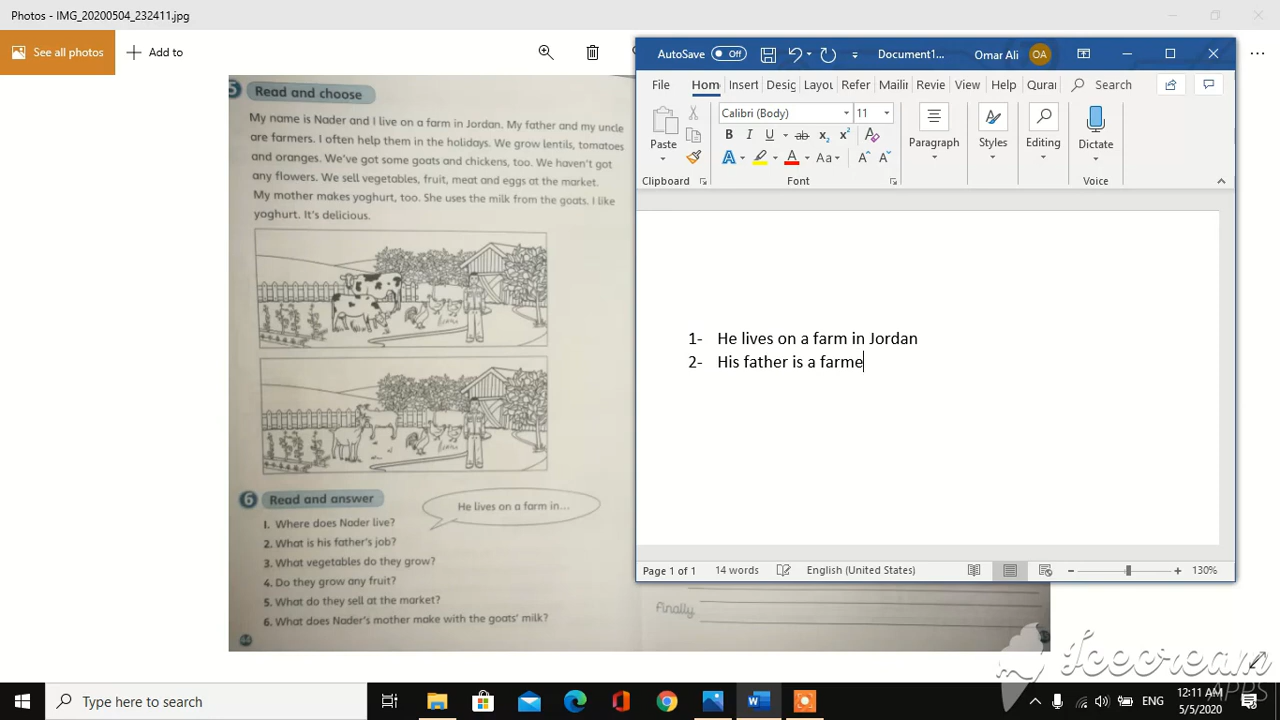 Photos - IMG_20200504_232411.jpg
See all photos
Add to
5 Read and choose
My name is Nader and I live on a farm in Jordan. My father and my uncle
are farmers. I often help them in the holidays. We grow lentils, tomatoes
and oranges. We've got some goats and chickens, too. We haven't got
any flowers. We sell vegetables, fruit, meat and eggs at the market.
My mother makes yoghurt, too. She uses the milk from the goats. I like
yoghurt. It's delicious.
6 Read and answer
He lives on a farm in...
1. Where does Nader live?
2. What is his father's job?
3. What vegetables do they grow?
4. Do they grow any fruit?
5. What do they sell at the market?
6. What does Nader's mother make with the goats' milk?
Finally
AutoSave Off Document1... Omar Ali OA
File Hom Insert Desig Layou Refer Mailin Revie View Help Qurar Search
Calibri (Body) 11
Paste
B I U ab x2 x2
A A Aa A A
Paragraph Styles Editing Dictate
Clipboard Font Voice
1- He lives on a farm in Jordan
2- His father is a farme
Page 1 of 1 14 words English (United States) 130%
Icecream
APPS
Type here to search
ENG
12:11 AM
5/5/2020